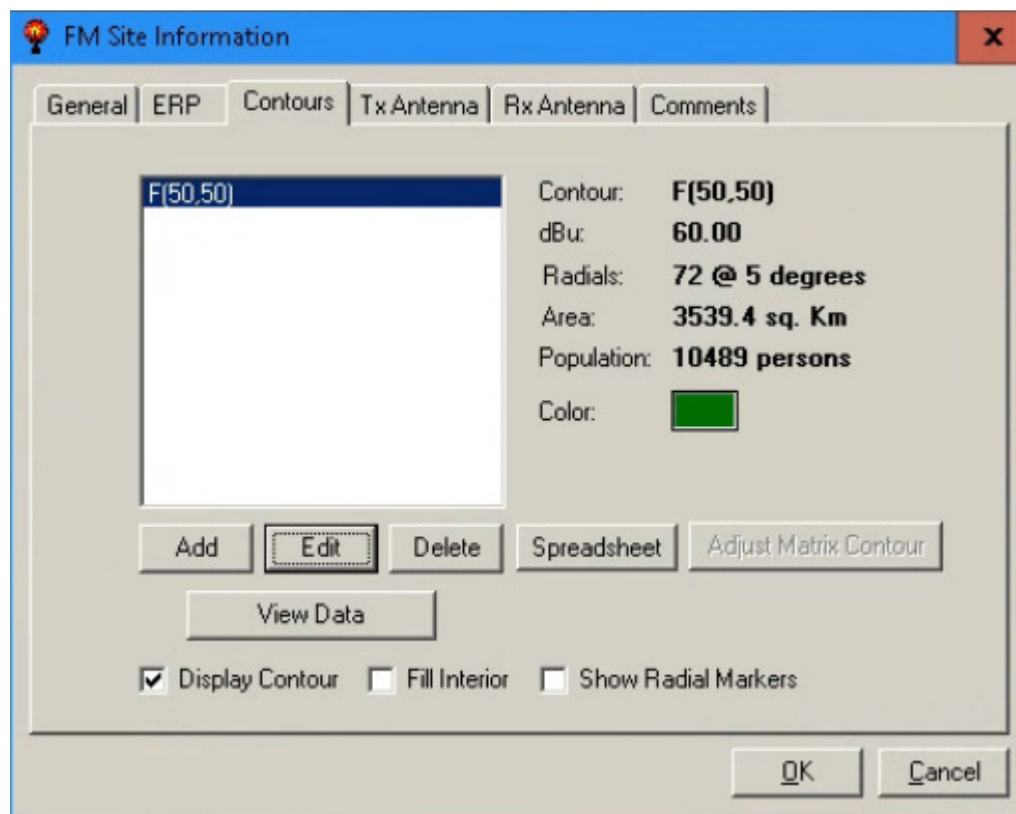 FM Site Information
x
General ERP Contours Tx Antenna Rx Antenna Comments
F(50,50)
Contour: F(50,50)
dBu: 60.00
Radials: 72 @ 5 degrees
Area: 3539.4 sq. Km
Population: 10489 persons
Color:
Add Edit Delete Spreadsheet Adjust Matrix Contour
View Data
Display Contour Fill Interior Show Radial Markers
OK Cancel